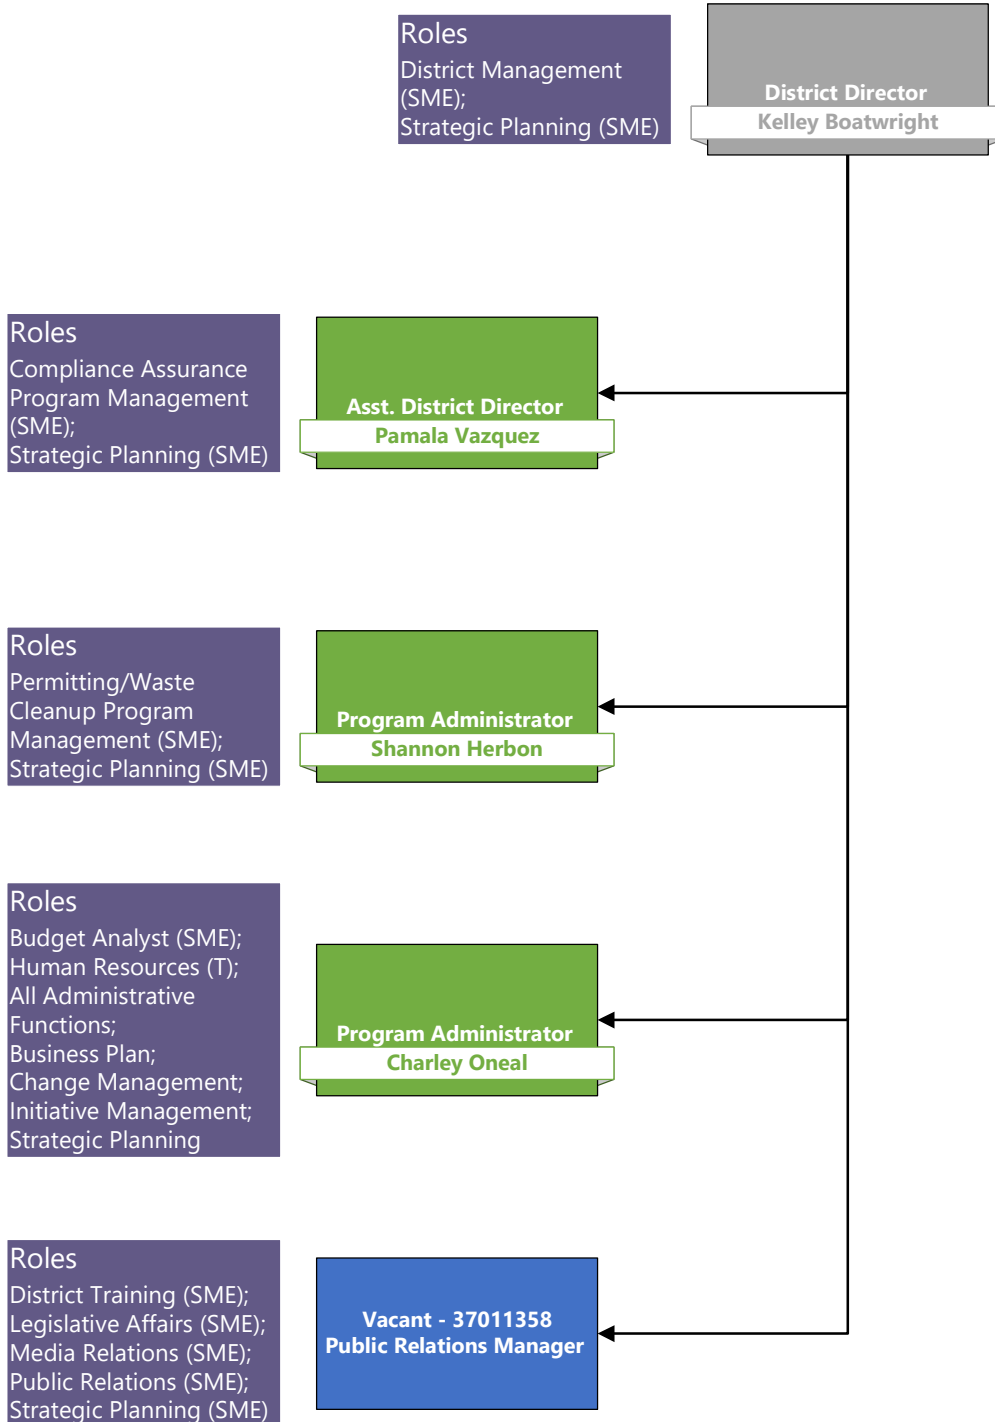 Roles
District Management
(SME);
Strategic Planning (SME)
District Director
Kelley Boatwright
Roles
Compliance Assurance
Program Management
(SME);
Strategic Planning (SME)
Asst. District Director
Pamala Vazquez
Roles
Permitting/Waste
Cleanup Program
Management (SME);
Strategic Planning (SME)
Program Administrator
Shannon Herbon
Roles
Budget Analyst (SME);
Human Resources (T);
All Administrative
Functions;
Business Plan;
Change Management;
Initiative Management;
Strategic Planning
Program Administrator
Charley Oneal
Roles
District Training (SME);
Legislative Affairs (SME);
Media Relations (SME);
Public Relations (SME);
Strategic Planning (SME)
Vacant - 37011358
Public Relations Manager